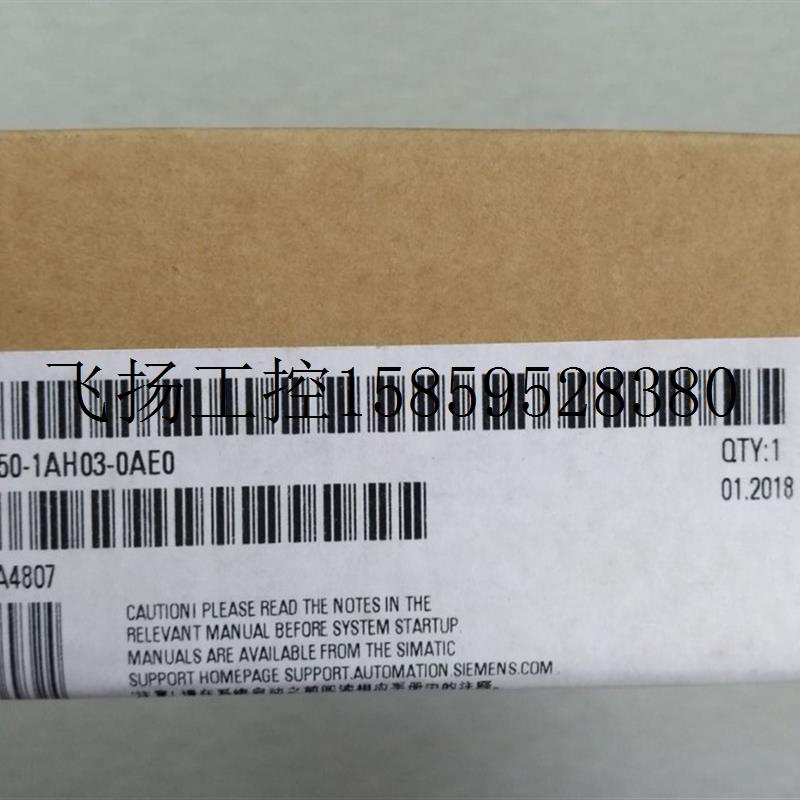 飞扬工控15859528380
50-1AH03-0AE0
QTY:1
01.2018
A4807
CAUTION! PLEASE READ THE NOTES IN THE
RELEVANT MANUAL BEFORE SYSTEM STARTUP.
MANUALS ARE AVAILABLE FROM THE SIMATIC
SUPPORT HOMEPAGE SUPPORT.AUTOMATION.SIEMENS.COM